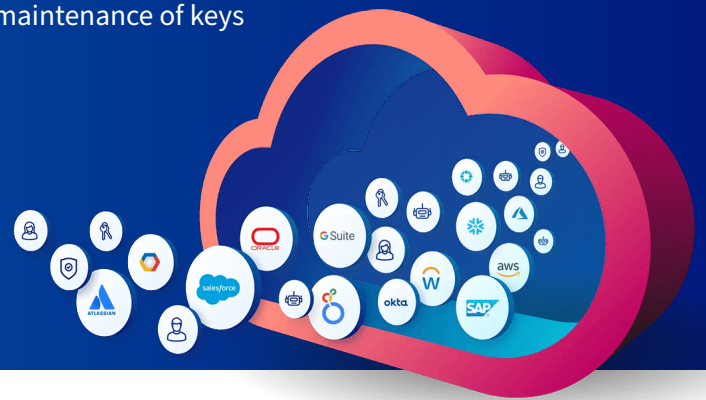 maintenance of keys
ORACLE
G Suite
salesforce
ATLASSIAN
okta
W
SAP
aws